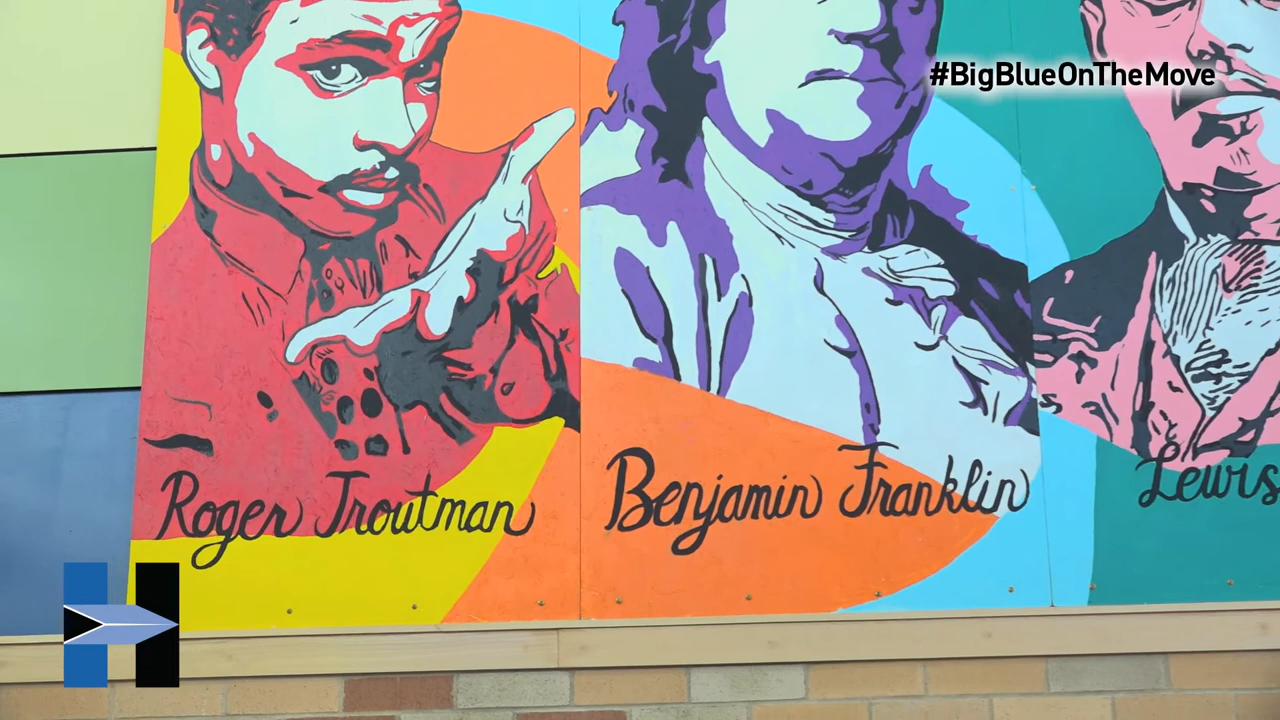 #BigBlueOnTheMove
Roger Troutman
Benjamin Franklin
Lewis
H